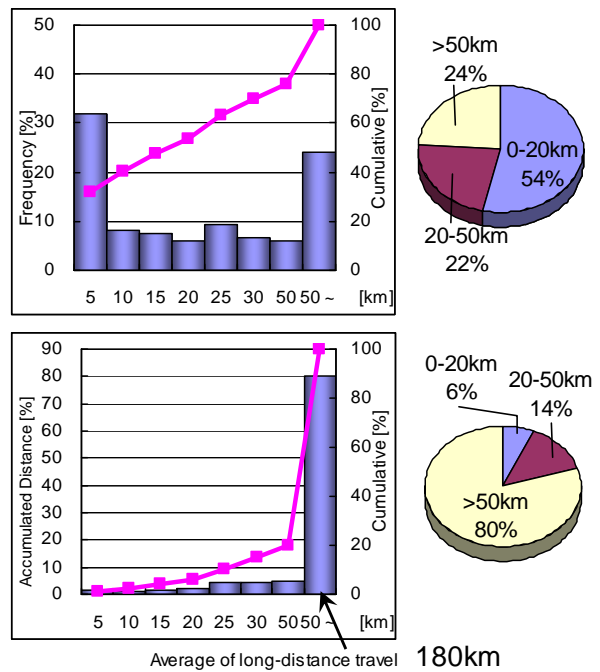 50
40
30
20
10
0
Frequency [%]
100
80
60
40
20
0
Cumulative [%]
5 10 15 20 25 30 50 50 ~ [km]
>50km
24%
0-20km
54%
20-50km
22%
90
80
70
60
50
40
30
20
10
0
Accumulated Distance [%]
100
80
60
40
20
0
Cumulative [%]
5 10 15 20 25 30 50 50 ~ [km]
0-20km
6%
20-50km
14%
>50km
80%
Average of long-distance travel 180km